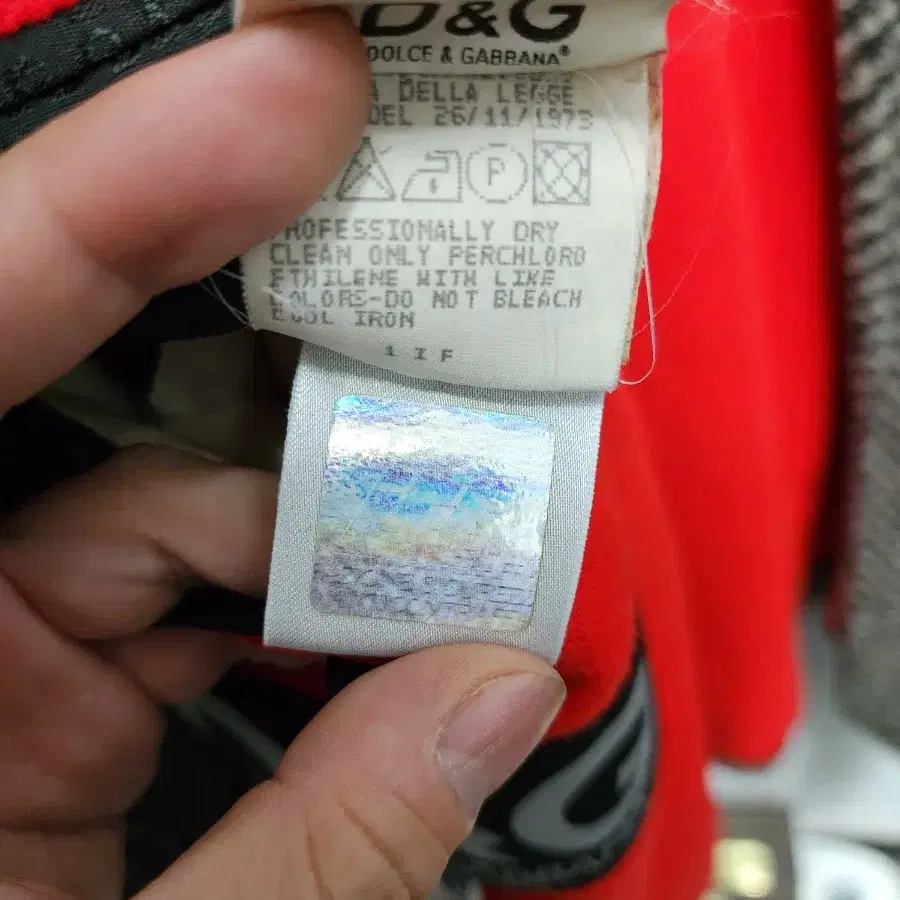 D&G
DOLCE & GABBANA®
A DELLA LEGGE
DEL 26/11/1973
P
PROFESSIONALLY DRY
CLEAN ONLY PERCHLORO
ETHILENE WITH LIKE
COLORS-DO NOT BLEACH
COOL IRON
1 I F